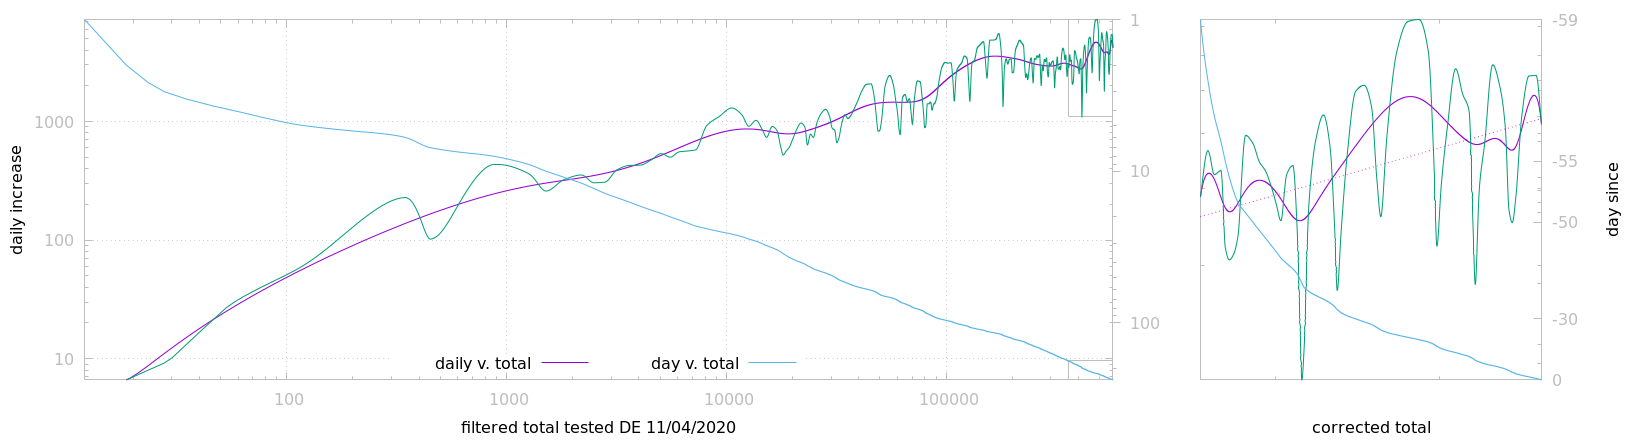 daily increase
1000
100
10
daily v. total
day v. total
100
1000
10000
100000
filtered total tested DE 11/04/2020
1
10
100
corrected total
-59
-55
-50
-30
0
day since